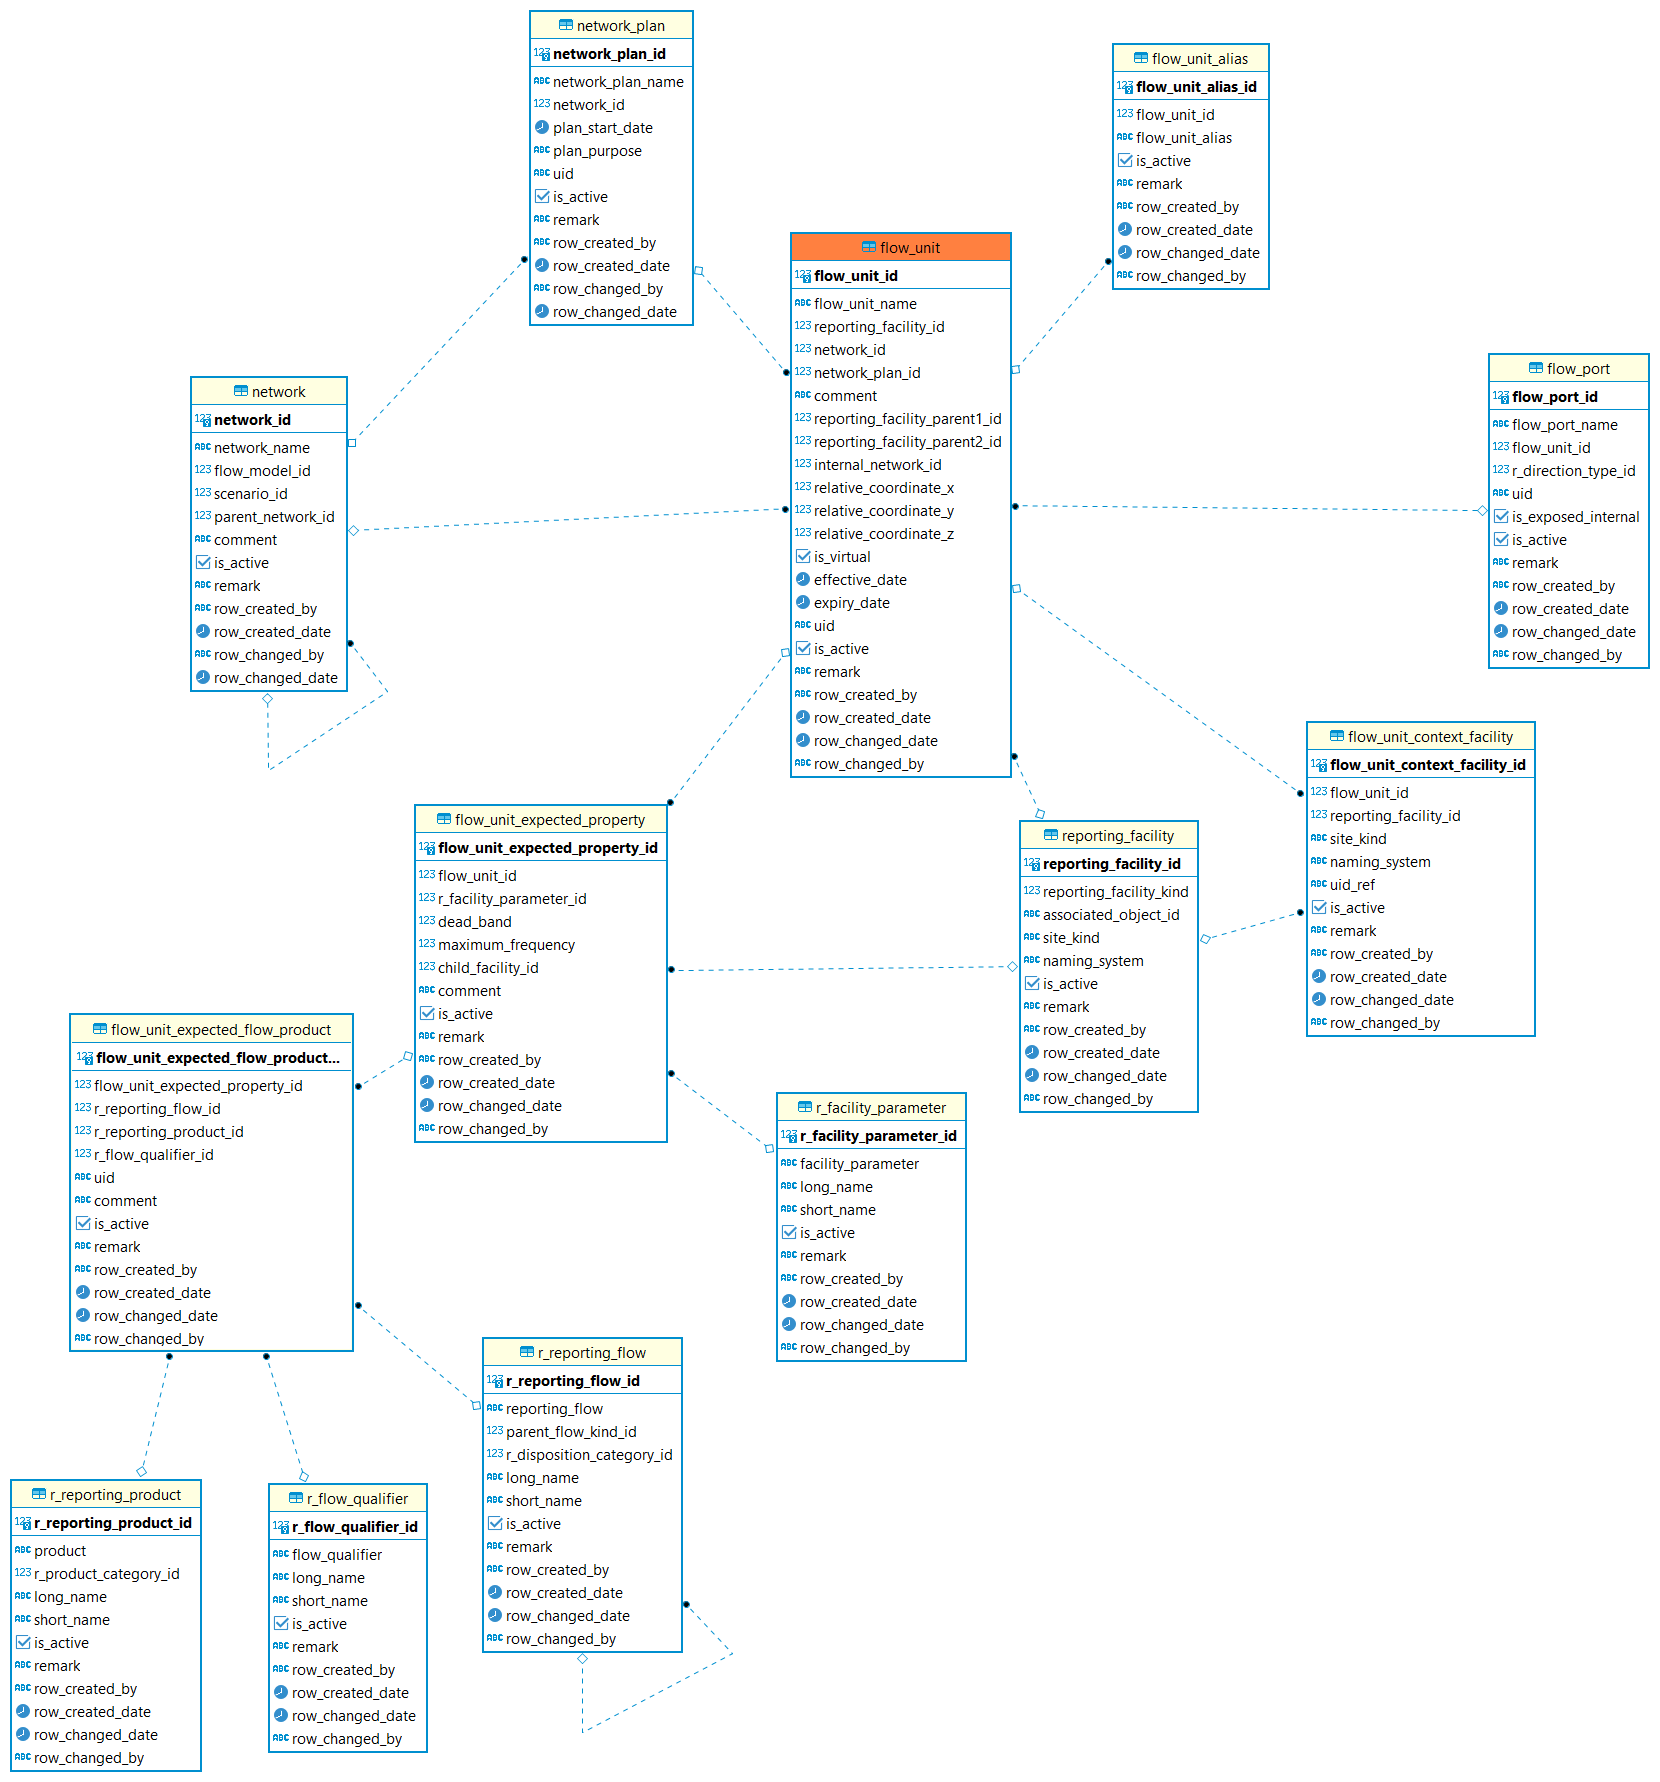 network_plan
network_plan_id
network_plan_name
network_id
plan_start_date
plan_purpose
uid
is_active
remark
row_created_by
row_created_date
row_changed_by
row_changed_date
flow_unit_alias
flow_unit_alias_id
flow_unit_id
flow_unit_alias
is_active
remark
row_created_by
row_created_date
row_changed_date
row_changed_by
flow_unit
flow_unit_id
flow_unit_name
reporting_facility_id
network_id
network_plan_id
comment
reporting_facility_parent1_id
reporting_facility_parent2_id
internal_network_id
relative_coordinate_x
relative_coordinate_y
relative_coordinate_z
is_virtual
effective_date
expiry_date
uid
is_active
remark
row_created_by
row_created_date
row_changed_date
row_changed_by
flow_port
flow_port_id
flow_port_name
flow_unit_id
r_direction_type_id
uid
is_exposed_internal
is_active
remark
row_created_by
row_created_date
row_changed_date
row_changed_by
network
network_id
network_name
flow_model_id
scenario_id
parent_network_id
comment
is_active
remark
row_created_by
row_created_date
row_changed_by
row_changed_date
flow_unit_context_facility
flow_unit_context_facility_id
flow_unit_id
reporting_facility_id
site_kind
naming_system
uid_ref
is_active
remark
row_created_by
row_created_date
row_changed_date
row_changed_by
flow_unit_expected_property
flow_unit_expected_property_id
flow_unit_id
r_facility_parameter_id
dead_band
maximum_frequency
child_facility_id
comment
is_active
remark
row_created_by
row_created_date
row_changed_date
row_changed_by
reporting_facility
reporting_facility_id
reporting_facility_kind
associated_object_id
site_kind
naming_system
is_active
remark
row_created_by
row_created_date
row_changed_date
row_changed_by
flow_unit_expected_flow_product
flow_unit_expected_flow_product...
flow_unit_expected_property_id
r_reporting_flow_id
r_reporting_product_id
r_flow_qualifier_id
uid
comment
is_active
remark
row_created_by
row_created_date
row_changed_date
row_changed_by
r_facility_parameter
r_facility_parameter_id
facility_parameter
long_name
short_name
is_active
remark
row_created_by
row_created_date
row_changed_date
row_changed_by
r_reporting_flow
r_reporting_flow_id
reporting_flow
parent_flow_kind_id
r_disposition_category_id
long_name
short_name
is_active
remark
row_created_by
row_created_date
row_changed_date
row_changed_by
r_reporting_product
r_reporting_product_id
product
r_product_category_id
long_name
short_name
is_active
remark
row_created_by
row_created_date
row_changed_date
row_changed_by
r_flow_qualifier
r_flow_qualifier_id
flow_qualifier
long_name
short_name
is_active
remark
row_created_by
row_created_date
row_changed_date
row_changed_by